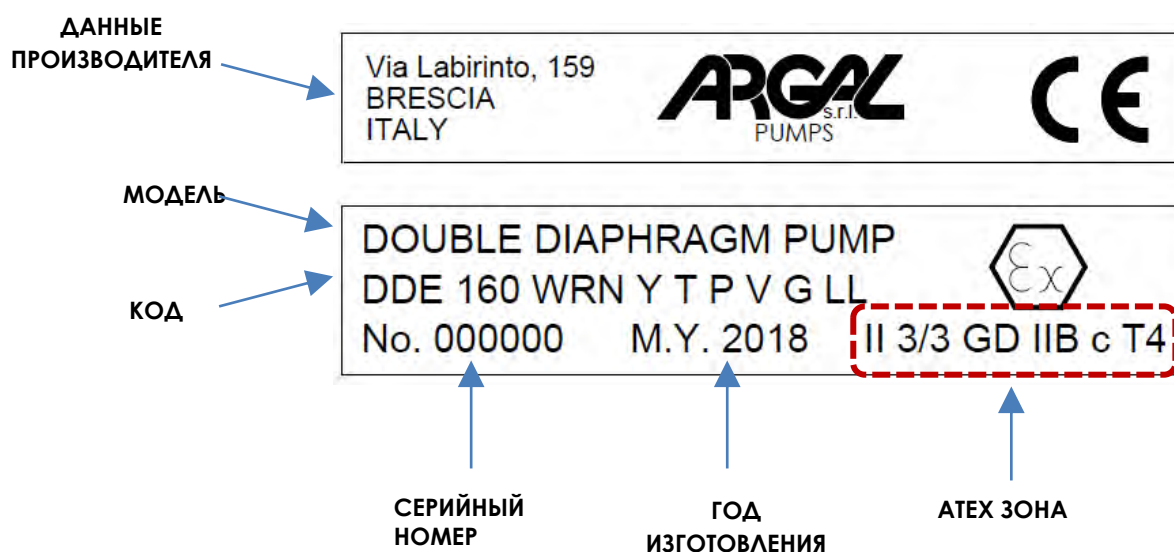 ДАННЫЕ
ПРОИЗВОДИТЕЛЯ
Via Labirinto, 159
BRESCIA
ITALY
ARGAL
s.r.l.
PUMPS
CE
МОДЕЛЬ
DOUBLE DIAPHRAGM PUMP
Ex
КОД
DDE 160 WRN Y T P V G LL
No. 000000 M.Y. 2018 II 3/3 GD IIB c T4
СЕРИЙНЫЙ
НОМЕР
ГОД
ИЗГОТОВЛЕНИЯ
АТЕХ ЗОНА